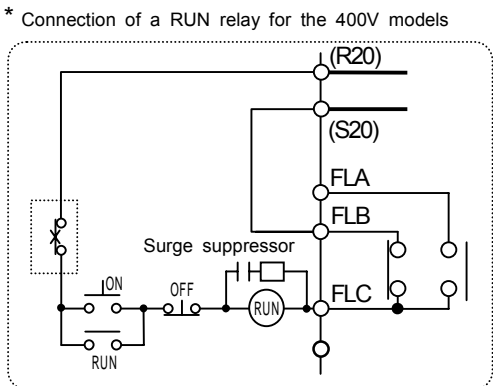 * Connection of a RUN relay for the 400V models
(R20)
(S20)
FLA
FLB
Surge suppressor
ON
OFF
RUN
FLC
RUN